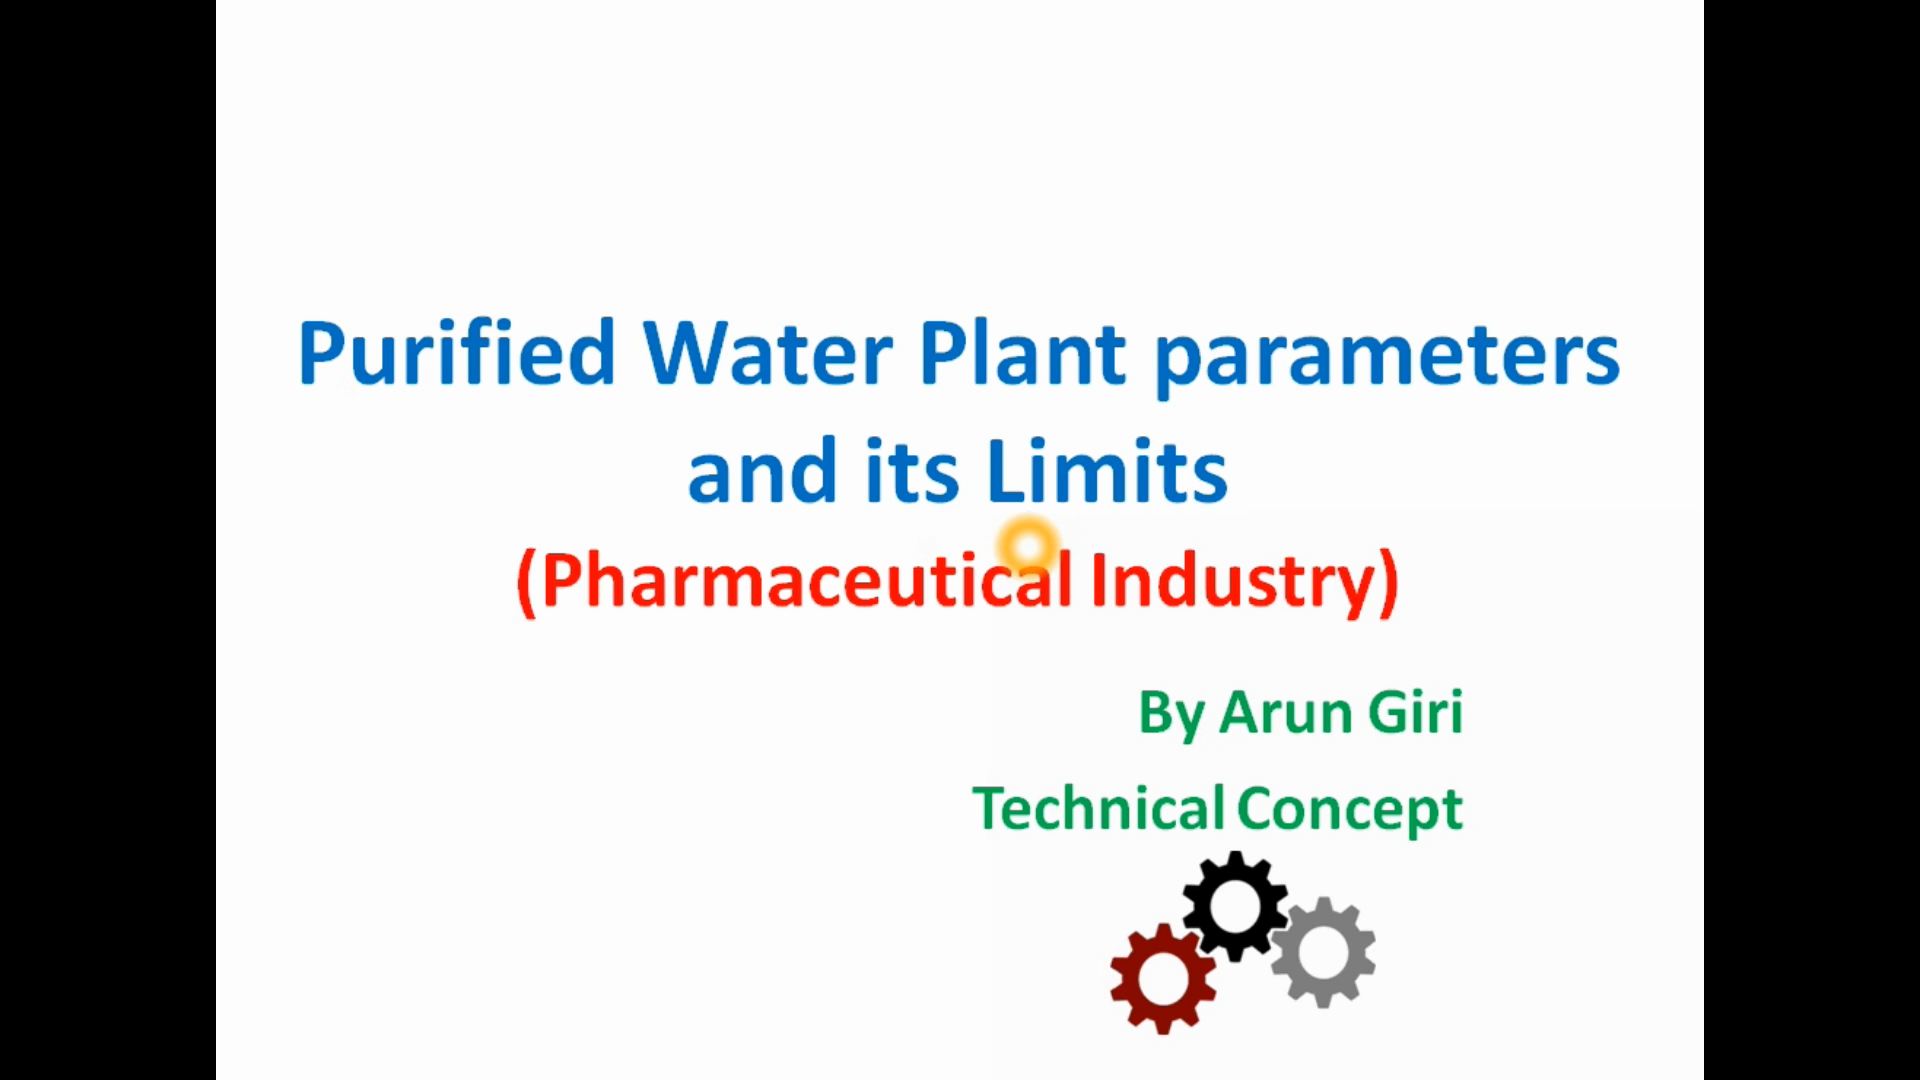 Purified Water Plant parameters
and its Limits
(Pharmaceutical Industry)
By Arun Giri
Technical Concept